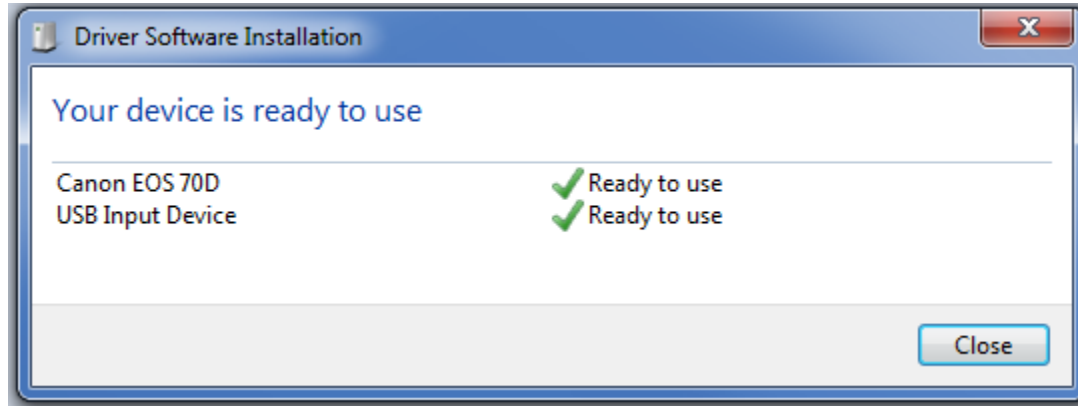 Driver Software Installation
Your device is ready to use
Canon EOS 70D Ready to use
USB Input Device Ready to use
Close